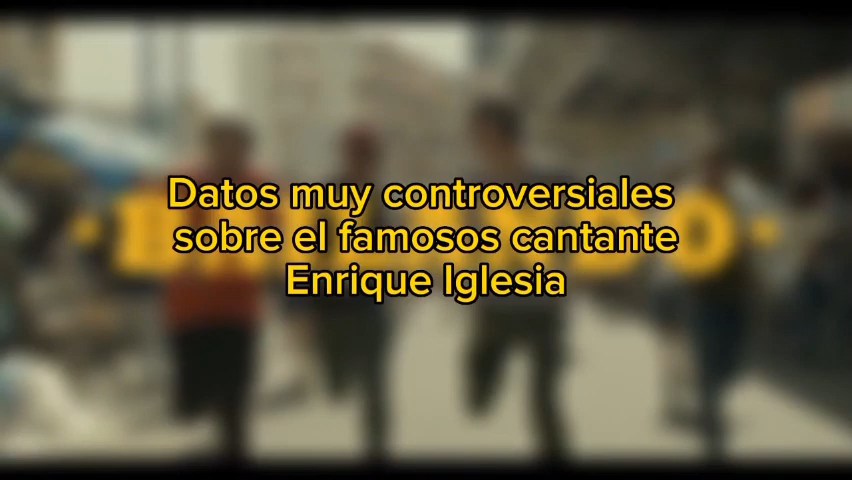 Datos muy controversiales
sobre el famosos cantante
Enrique Iglesia